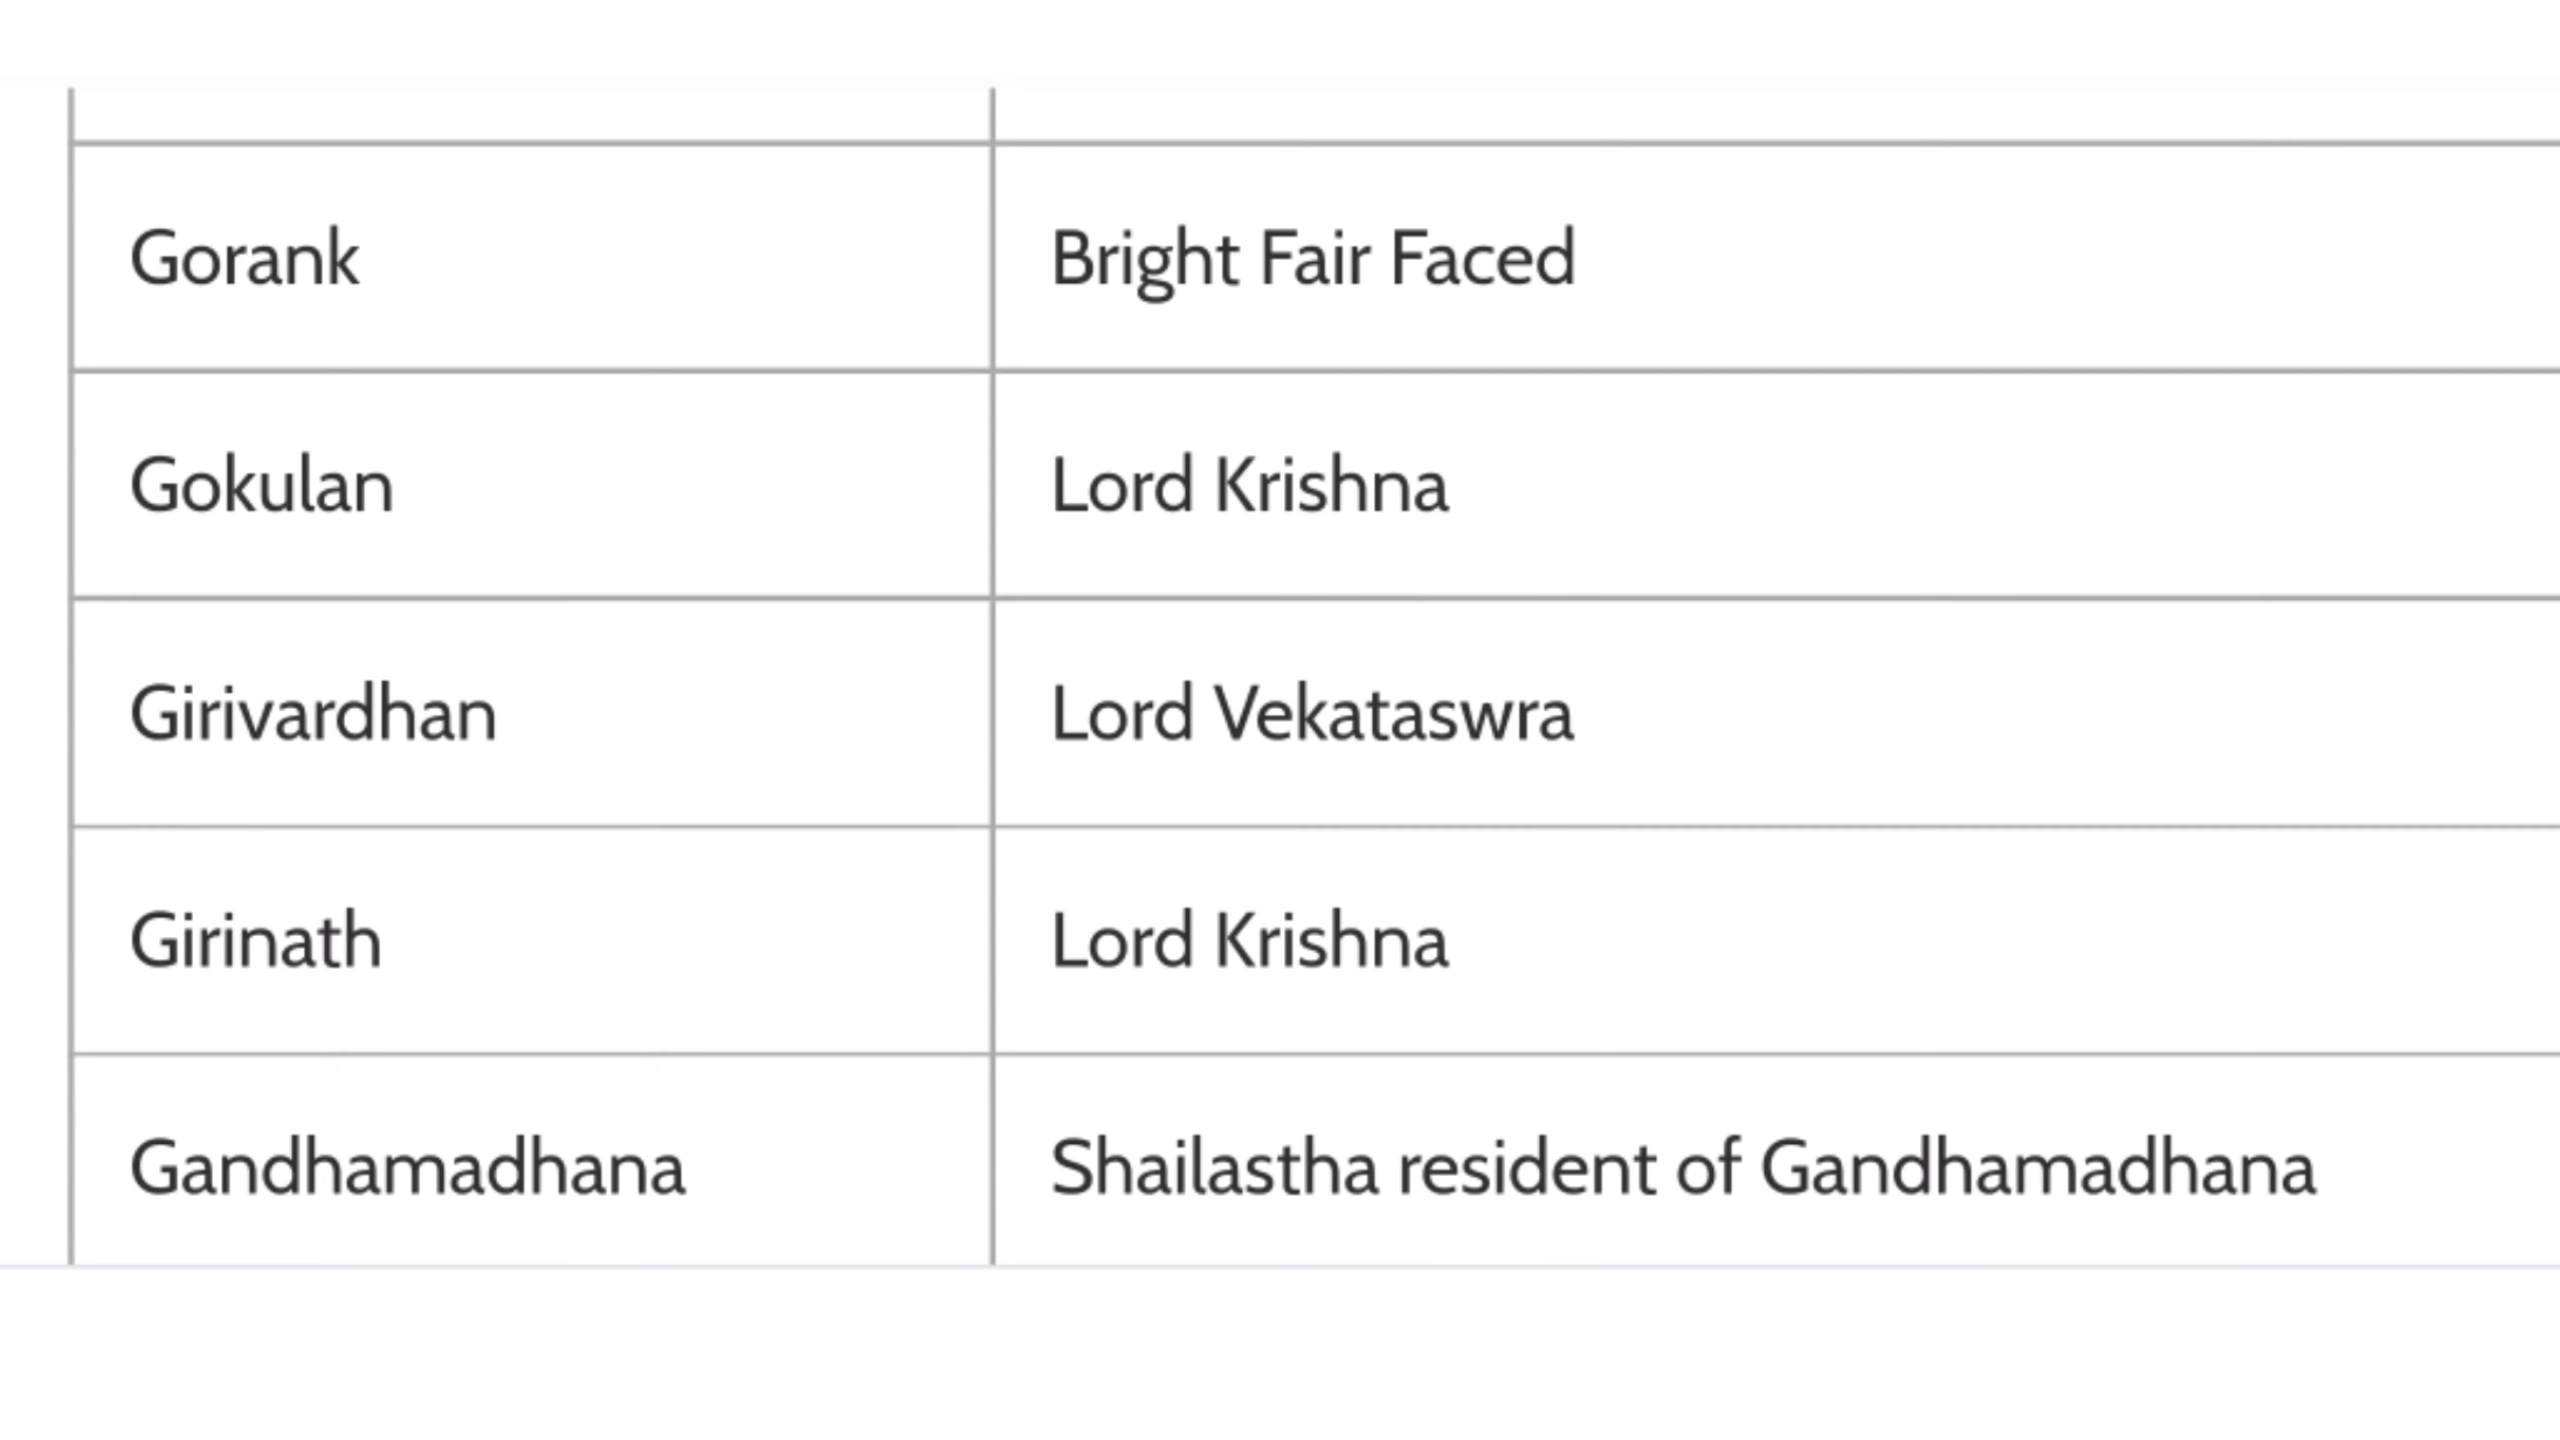 Gorank Bright Fair Faced
Gokulan Lord Krishna
Girivardhan Lord Vekataswra
Girinath Lord Krishna
Gandhamadhana Shailastha resident of Gandhamadhana